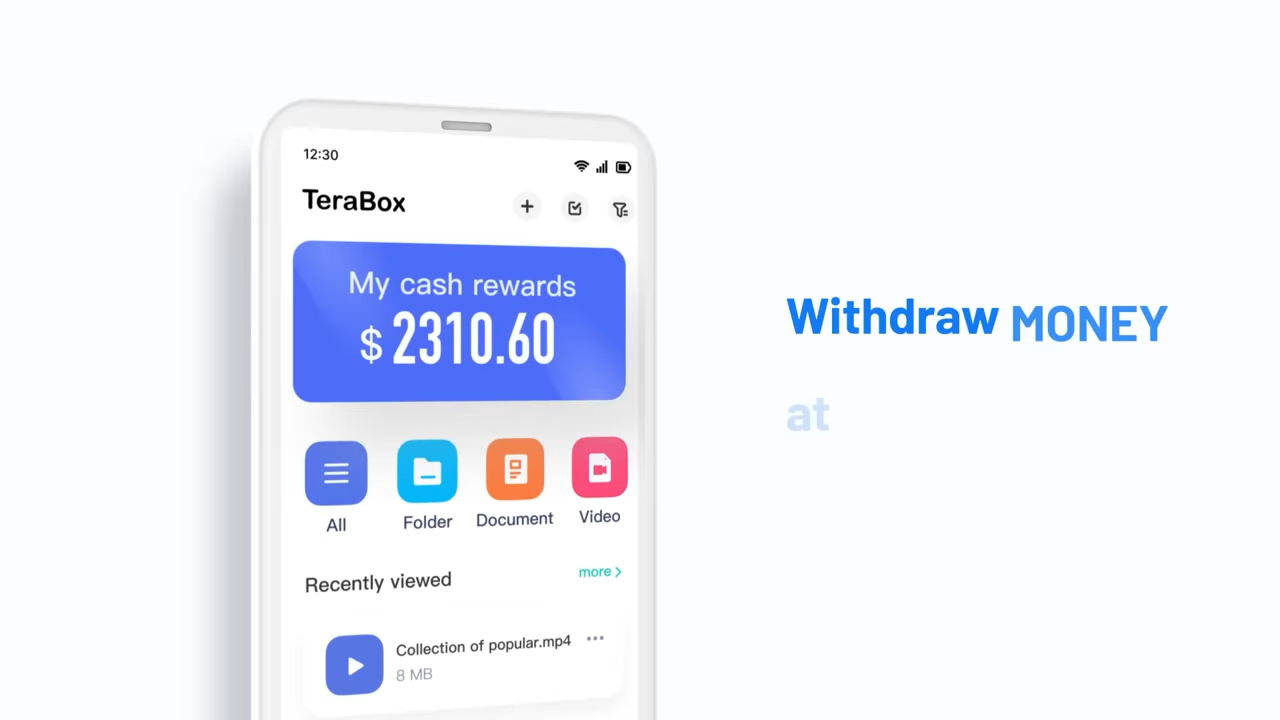 12:30
TeraBox
My cash rewards
$ 2310.60
All Folder Document Video
Recently viewed more
Collection of popular.mp4
8 MB
Withdraw MONEY
at